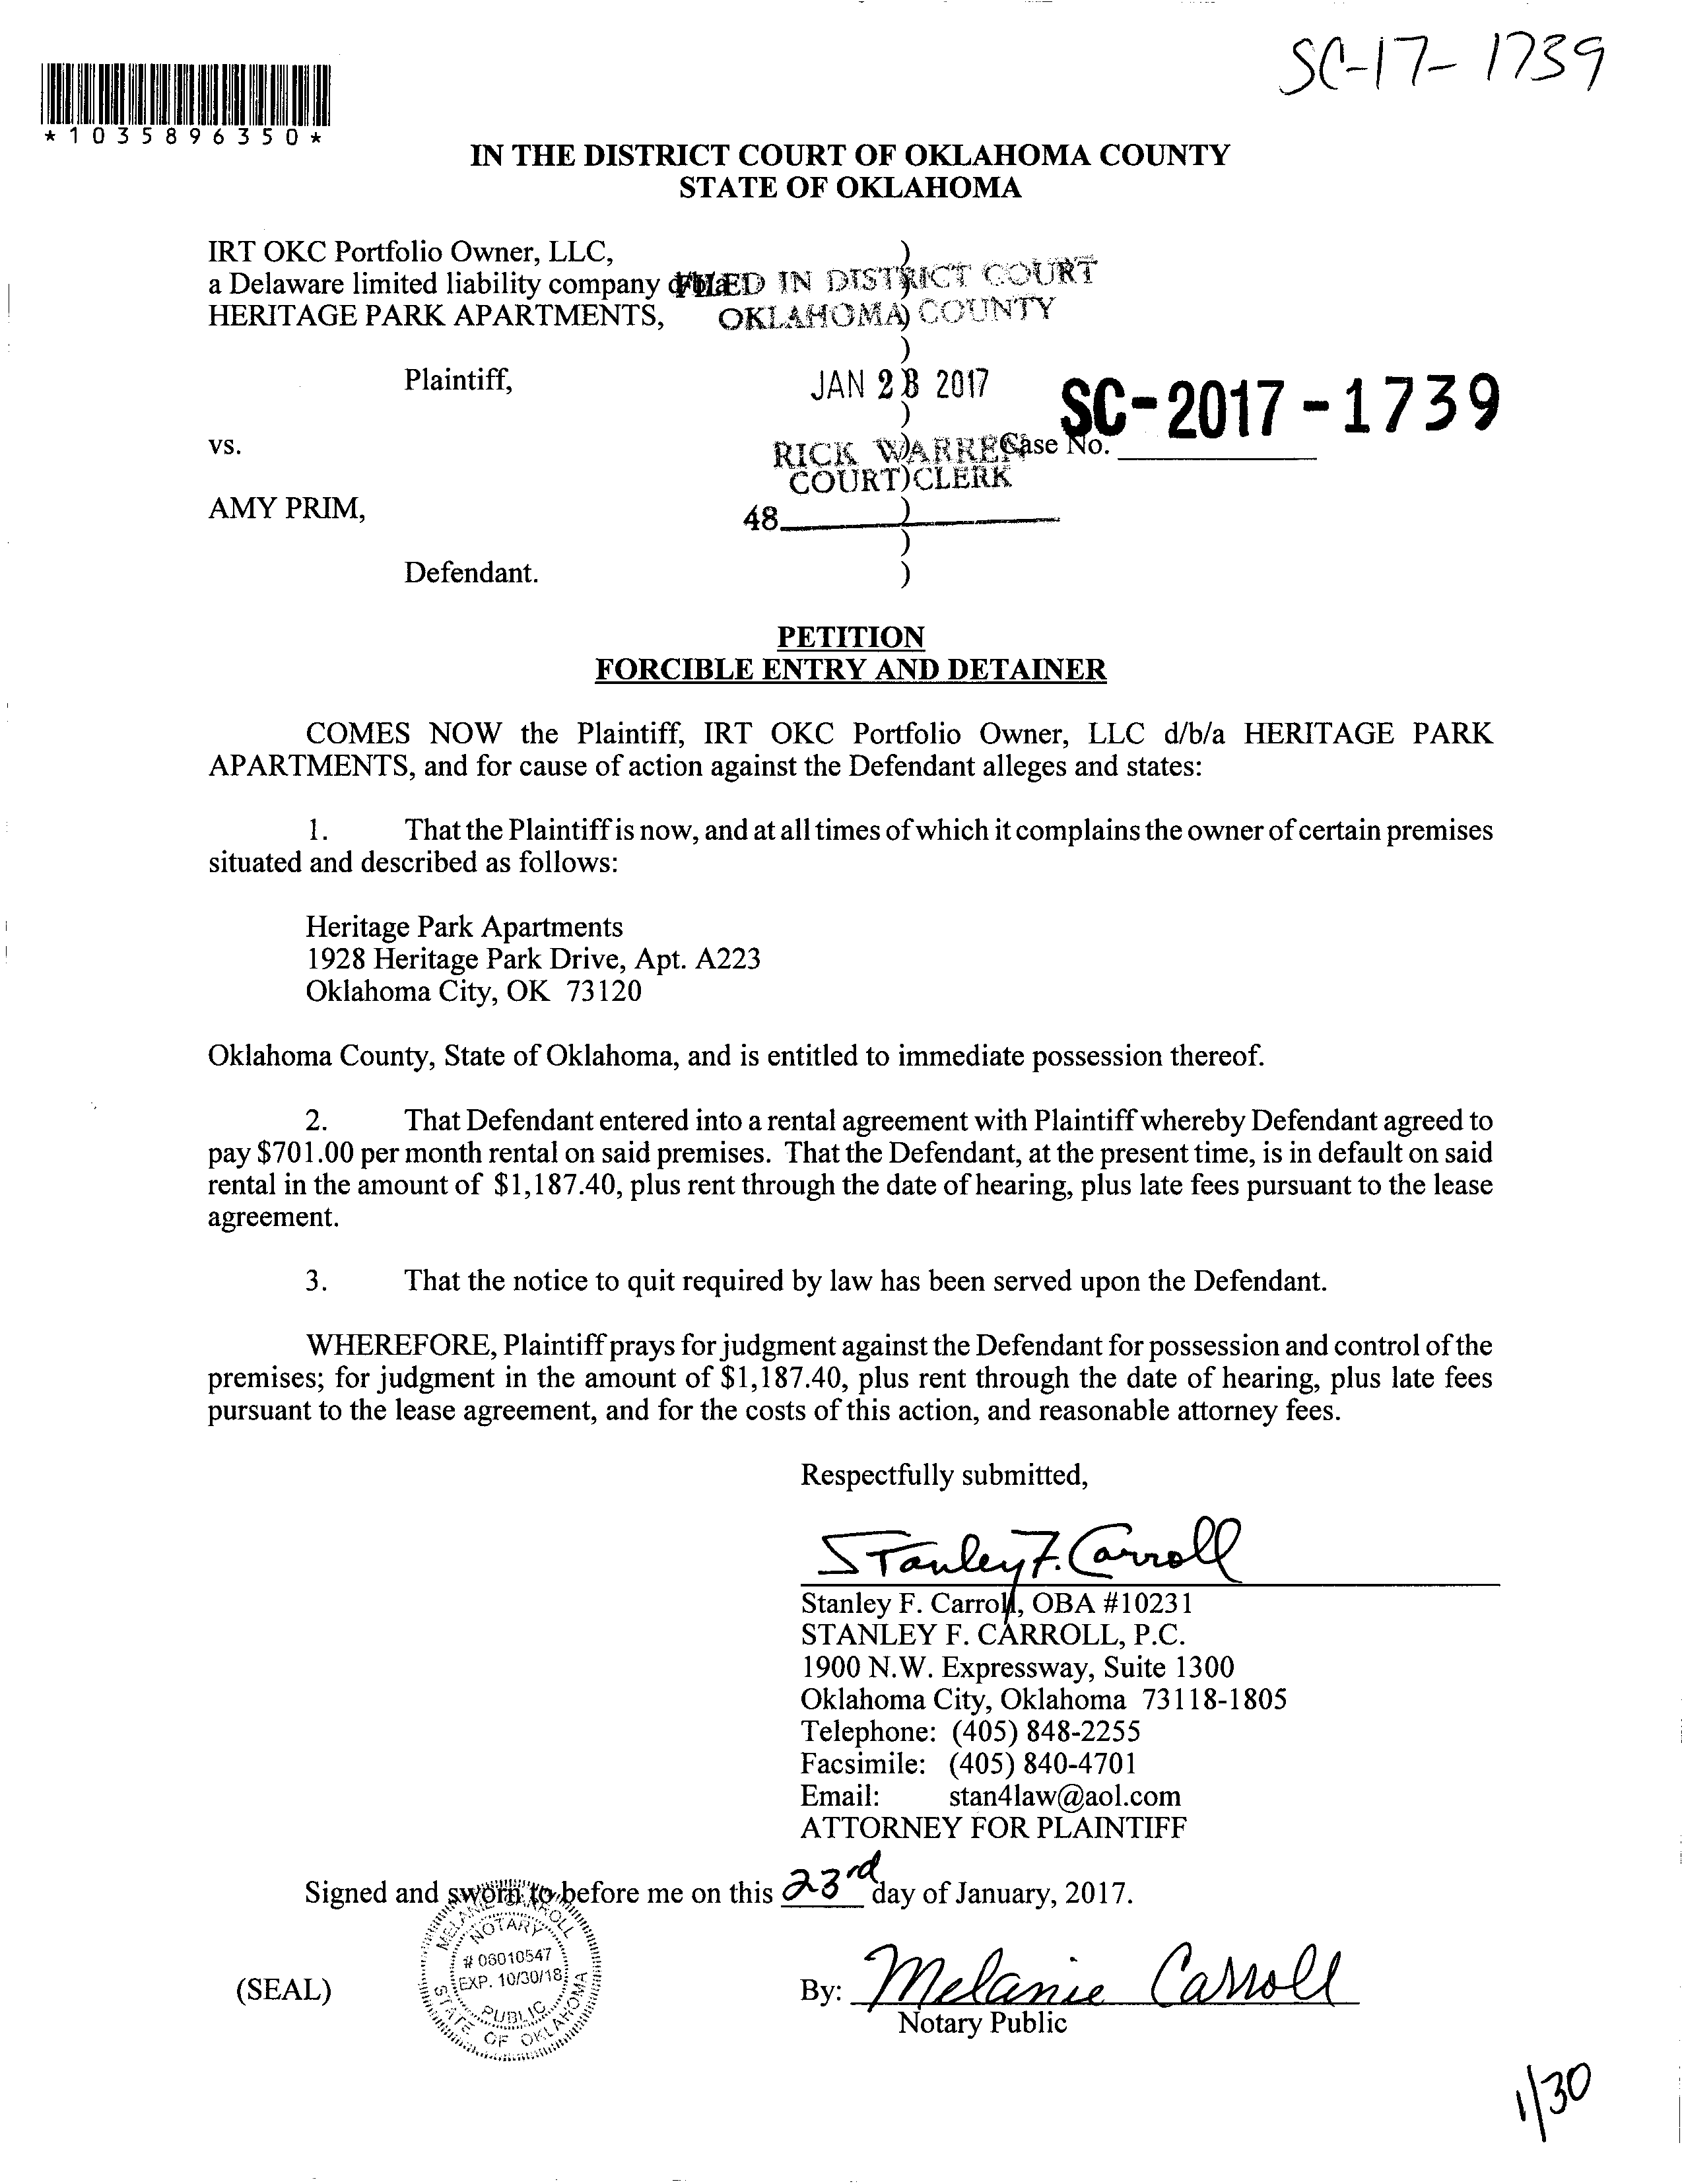 SC-17-1739
*1035896350*
IN THE DISTRICT COURT OF OKLAHOMA COUNTY
STATE OF OKLAHOMA
IRT OKC Portfolio Owner, LLC, )
a Delaware limited liability company d/b/a FILED IN DISTRICT COURT
HERITAGE PARK APARTMENTS, OKLAHOMA ) COUNTY
)
Plaintiff, JAN 23 2017
) SC-2017-1739
vs. RICK WARREN Case No.
COURT ) CLERK
AMY PRIM, 48 )
)
Defendant. )
PETITION
FORCIBLE ENTRY AND DETAINER
COMES NOW the Plaintiff, IRT OKC Portfolio Owner, LLC d/b/a HERITAGE PARK
APARTMENTS, and for cause of action against the Defendant alleges and states:
1. That the Plaintiff is now, and at all times of which it complains the owner of certain premises
situated and described as follows:
Heritage Park Apartments
1928 Heritage Park Drive, Apt. A223
Oklahoma City, OK 73120
Oklahoma County, State of Oklahoma, and is entitled to immediate possession thereof.
2. That Defendant entered into a rental agreement with Plaintiff whereby Defendant agreed to
pay $701.00 per month rental on said premises. That the Defendant, at the present time, is in default on said
rental in the amount of $1,187.40, plus rent through the date of hearing, plus late fees pursuant to the lease
agreement.
3. That the notice to quit required by law has been served upon the Defendant.
WHEREFORE, Plaintiff prays for judgment against the Defendant for possession and control of the
premises; for judgment in the amount of $1,187.40, plus rent through the date of hearing, plus late fees
pursuant to the lease agreement, and for the costs of this action, and reasonable attorney fees.
Respectfully submitted,
Stanley F. Carroll
Stanley F. Carroll, OBA #10231
STANLEY F. CARROLL, P.C.
1900 N.W. Expressway, Suite 1300
Oklahoma City, Oklahoma 73118-1805
Telephone: (405) 848-2255
Facsimile: (405) 840-4701
Email: stan4law@aol.com
ATTORNEY FOR PLAINTIFF
Signed and sworn to before me on this 23rd day of January, 2017.
MELANIE CARROLL
NOTARY
# 06010547
EXP. 10/30/18
PUBLIC
STATE OF OKLAHOMA
(SEAL)
By: Melanie Carroll
Notary Public
1/30